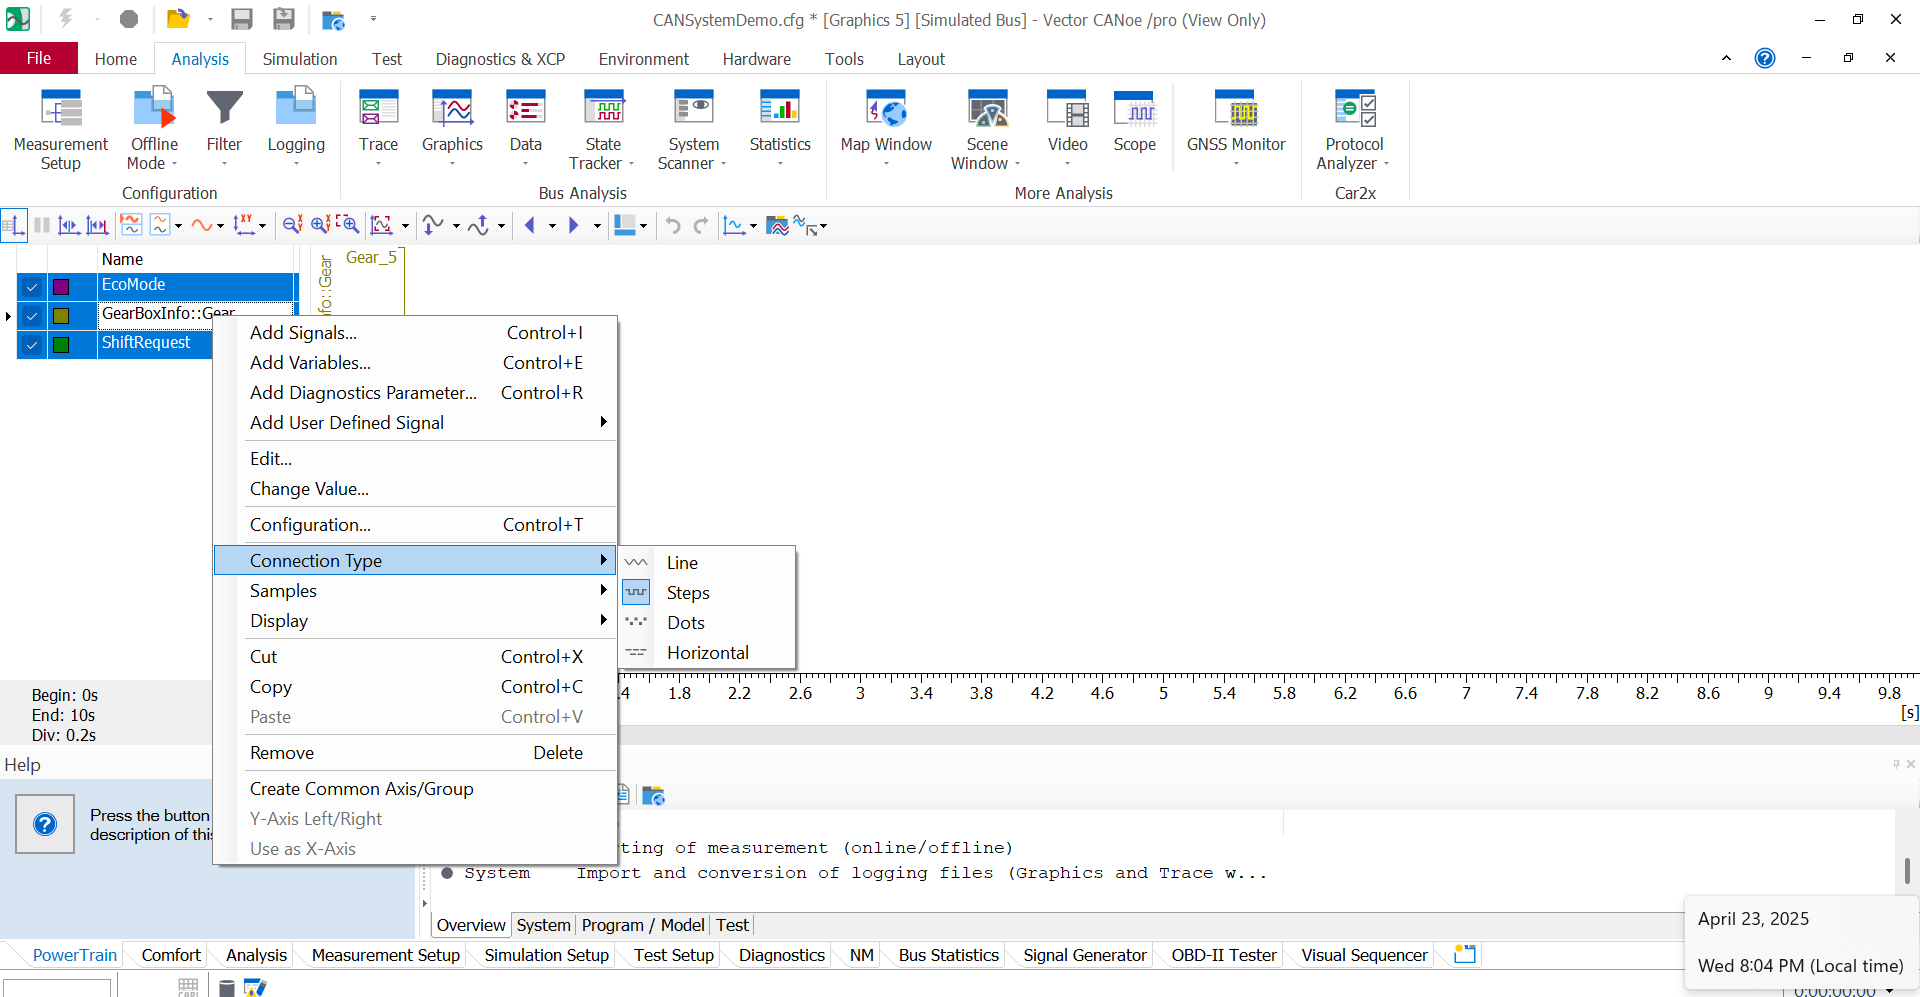 CANSystemDemo.cfg * [Graphics 5] [Simulated Bus] - Vector CANoe /pro (View Only)
File Home Analysis Simulation Test Diagnostics & XCP Environment Hardware Tools Layout
Measurement Setup
Offline Mode
Filter
Logging
Trace
Graphics
Data
State Tracker
System Scanner
Statistics
Map Window
Scene Window
Video
Scope
GNSS Monitor
Protocol Analyzer
Configuration
Bus Analysis
More Analysis
Car2x
Name
EcoMode
GearBoxInfo::Gear
ShiftRequest
nfo::Gear
Gear_5
Add Signals... Control+I
Add Variables... Control+E
Add Diagnostics Parameter... Control+R
Add User Defined Signal
Edit...
Change Value...
Configuration... Control+T
Connection Type
Samples
Display
Cut Control+X
Copy Control+C
Paste Control+V
Remove Delete
Create Common Axis/Group
Y-Axis Left/Right
Use as X-Axis
Line
Steps
Dots
Horizontal
.4 1.8 2.2 2.6 3 3.4 3.8 4.2 4.6 5 5.4 5.8 6.2 6.6 7 7.4 7.8 8.2 8.6 9 9.4 9.8
[s]
Begin: 0s
End: 10s
Div: 0.2s
Help
Press the button
description of this
rting of measurement (online/offline)
System Import and conversion of logging files (Graphics and Trace w...
Overview System Program / Model Test
PowerTrain Comfort Analysis Measurement Setup Simulation Setup Test Setup Diagnostics NM Bus Statistics Signal Generator OBD-II Tester Visual Sequencer
April 23, 2025
Wed 8:04 PM (Local time)
0:00:00:00